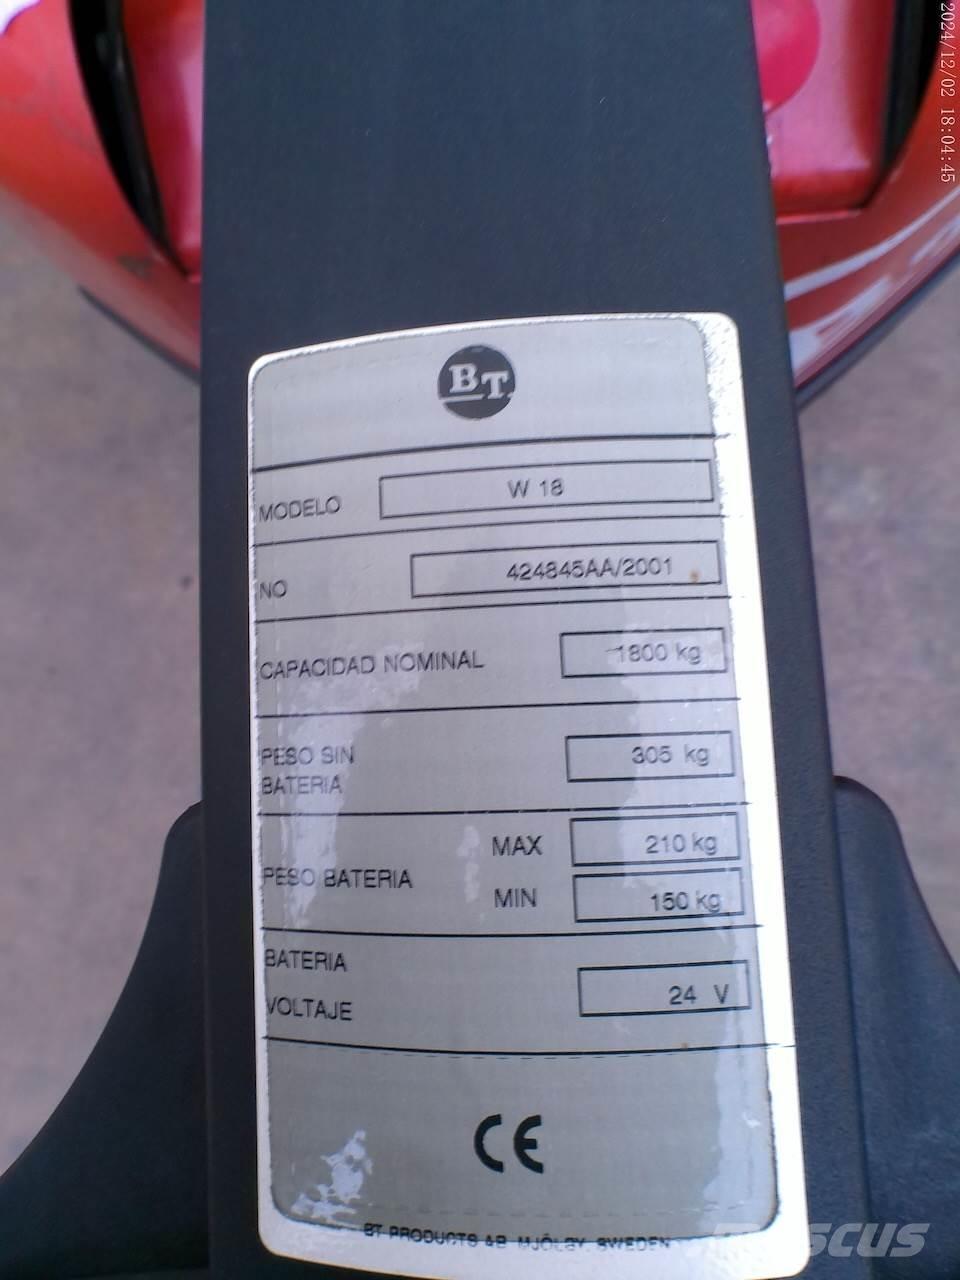 2024/12/02 18:04:45
BT
MODELO W 18
NO 424845AA/2001
CAPACIDAD NOMINAL 1800 kg
PESO SIN BATERIA 305 kg
PESO BATERIA MAX 210 kg
MIN 150 kg
BATERIA
VOLTAJE 24 V
CE
BT PRODUCTS AB MJÖLBY. SWEDEN